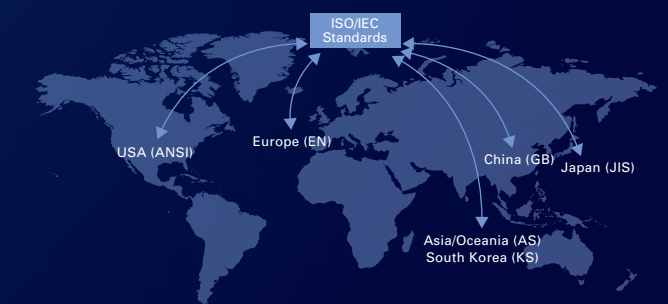 ISO/IEC
Standards
USA (ANSI)
Europe (EN)
China (GB)
Japan (JIS)
Asia/Oceania (AS)
South Korea (KS)